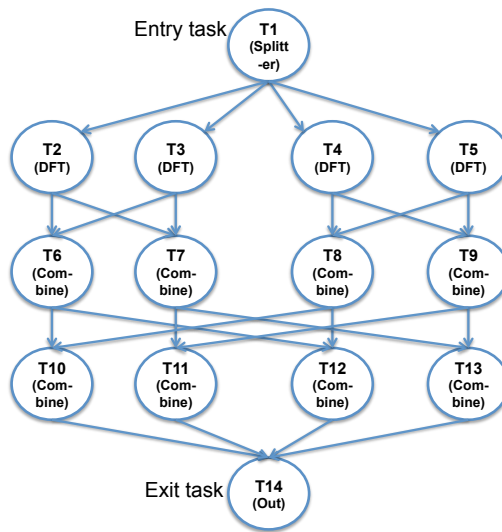 Entry task
T1
(Splitt
-er)
T2
(DFT)
T3
(DFT)
T4
(DFT)
T5
(DFT)
T6
(Com-
bine)
T7
(Com-
bine)
T8
(Com-
bine)
T9
(Com-
bine)
T10
(Com-
bine)
T11
(Com-
bine)
T12
(Com-
bine)
T13
(Com-
bine)
Exit task
T14
(Out)